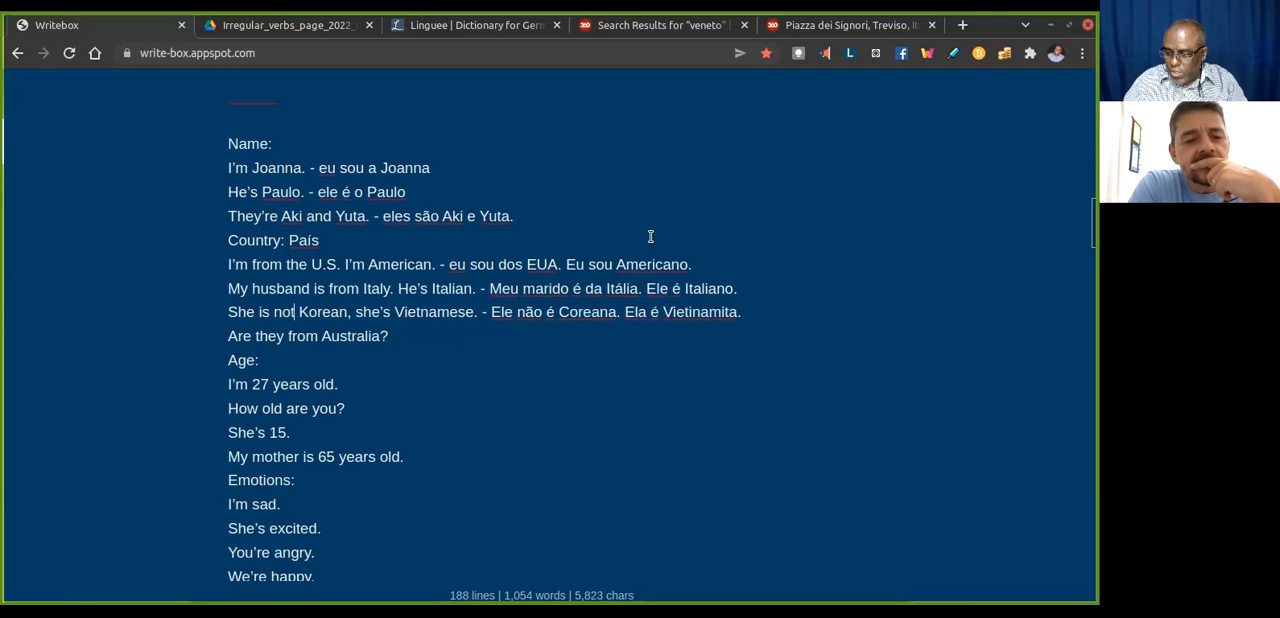 Writebox
Irregular_verbs_page_2022_
Linguee | Dictionary for Gern
Search Results for "veneto" |
Piazza dei Signori, Treviso, It
write-box.appspot.com
Name:
I’m Joanna. - eu sou a Joanna
He’s Paulo. - ele é o Paulo
They’re Aki and Yuta. - eles são Aki e Yuta.
Country: País
I’m from the U.S. I’m American. - eu sou dos EUA. Eu sou Americano.
My husband is from Italy. He’s Italian. - Meu marido é da Itália. Ele é Italiano.
She is not Korean, she’s Vietnamese. - Ele não é Coreana. Ela é Vietinamita.
Are they from Australia?
Age:
I’m 27 years old.
How old are you?
She’s 15.
My mother is 65 years old.
Emotions:
I’m sad.
She’s excited.
You’re angry.
We’re happy.
188 lines | 1,054 words | 5,823 chars